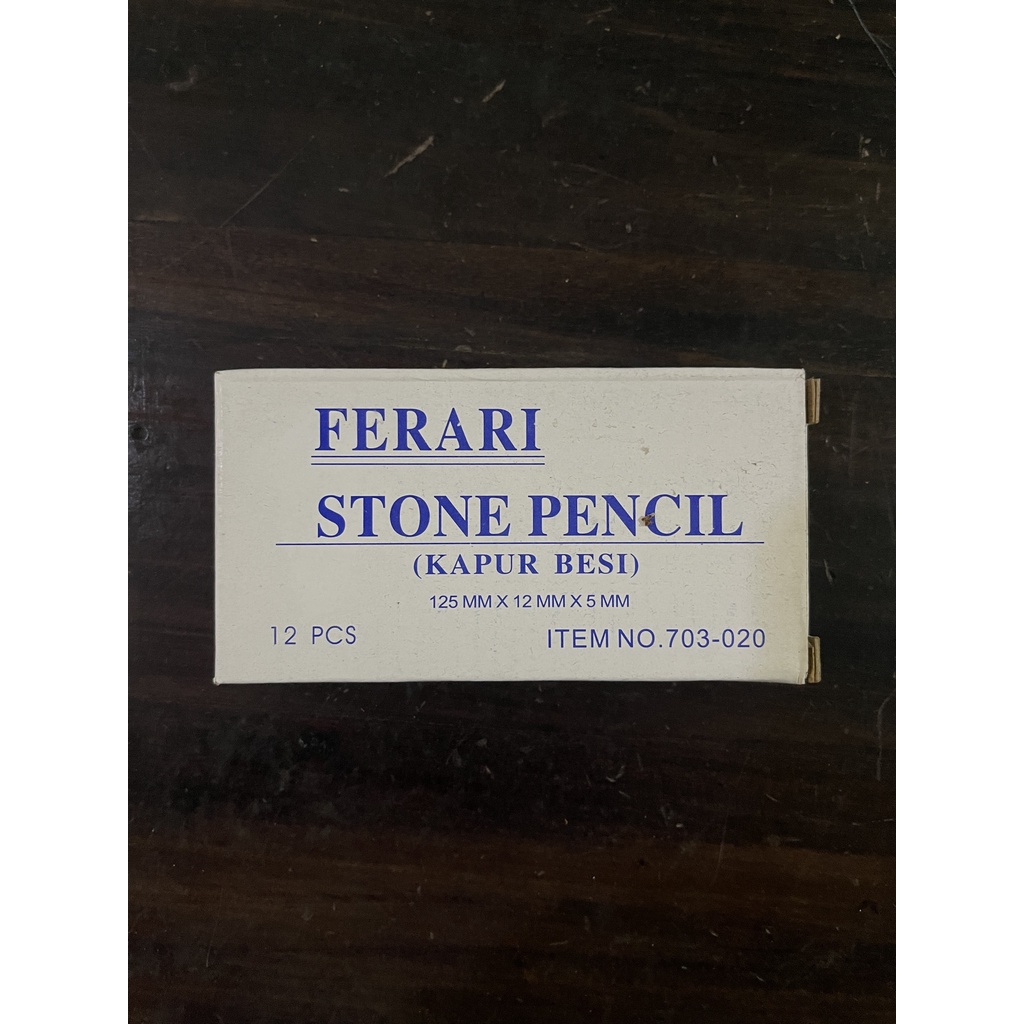 FERARI
STONE PENCIL
(KAPUR BESI)
125 MM X 12 MM X 5 MM
12 PCS
ITEM NO.703-020